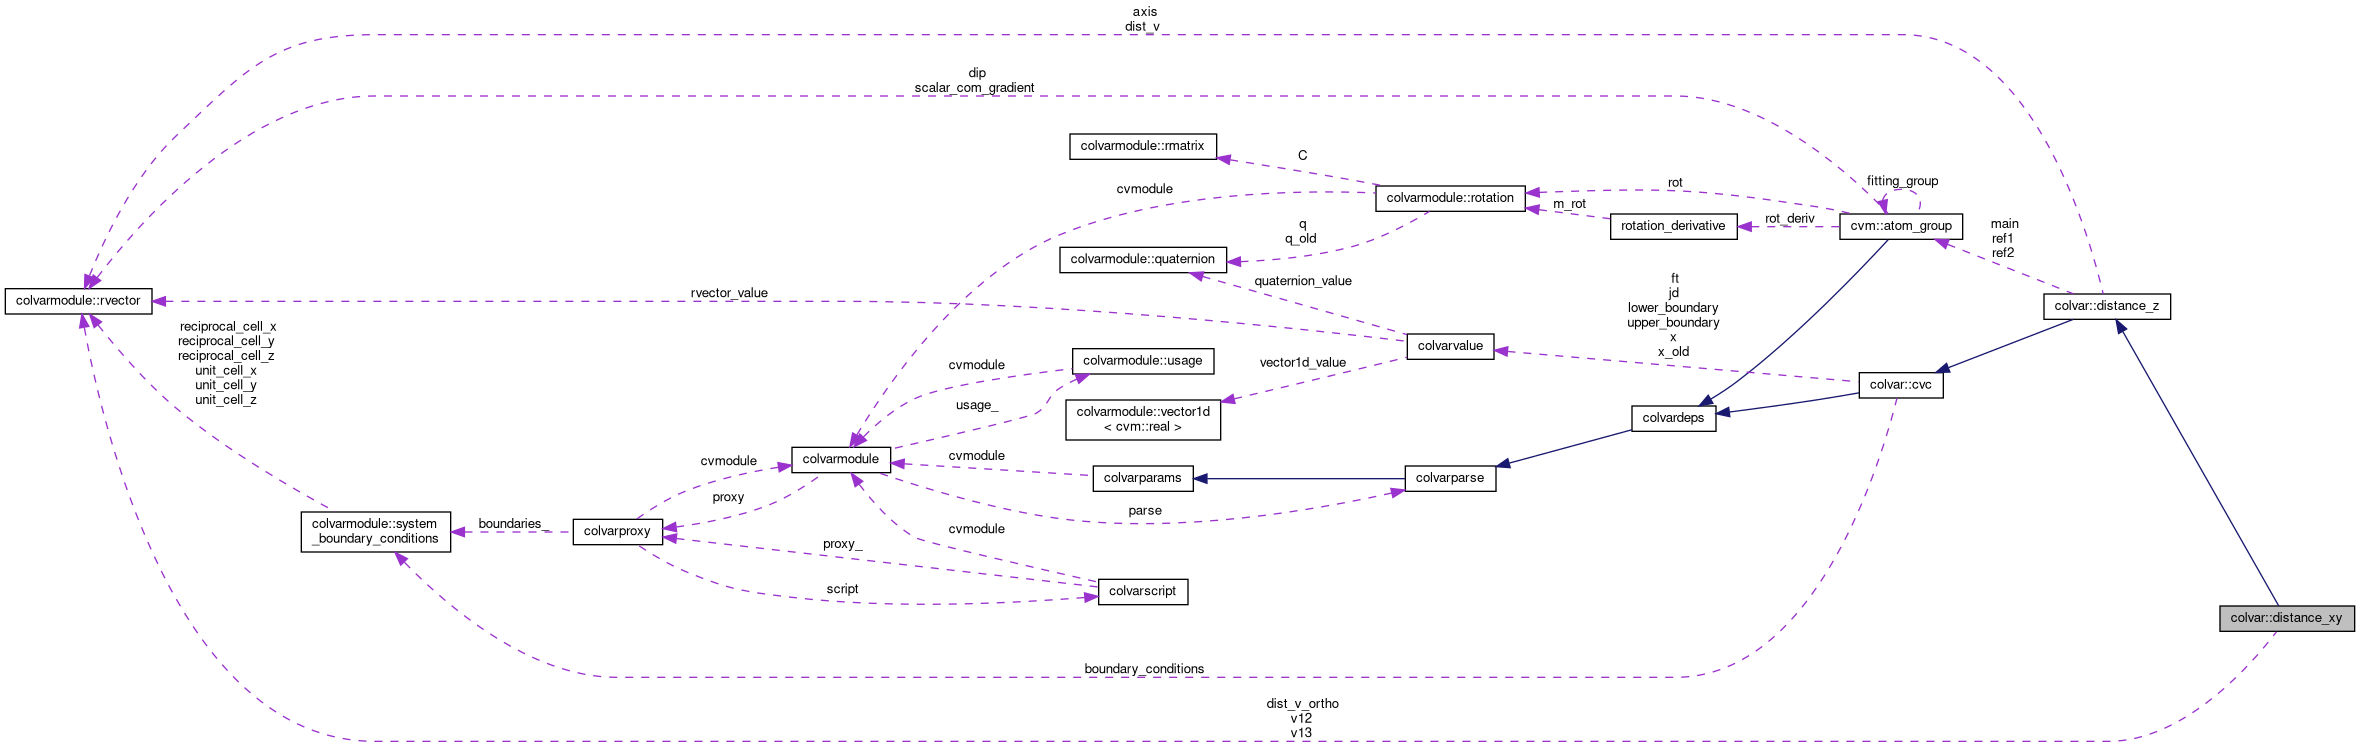 axis
dist_v
dip
scalar_com_gradient
colvarmodule::rmatrix
C
cvmodule
colvarmodule::rotation
rot
fitting_group
m_rot
rotation_derivative
rot_deriv
cvm::atom_group
main
ref1
ref2
q
q_old
colvarmodule::quaternion
quaternion_value
colvarmodule::rvector
rvector_value
ft
jd
lower_boundary
upper_boundary
x
x_old
colvar::distance_z
reciprocal_cell_x
reciprocal_cell_y
reciprocal_cell_z
unit_cell_x
unit_cell_y
unit_cell_z
colvarvalue
vector1d_value
colvarmodule::usage
cvmodule
usage_
colvarmodule::vector1d
< cvm::real >
colvar::cvc
colvardeps
cvmodule
colvarmodule
cvmodule
colvarparams
colvarparse
proxy
parse
colvarmodule::system
_boundary_conditions
boundaries_
colvarproxy
cvmodule
proxy_
script
colvarscript
colvar::distance_xy
boundary_conditions
dist_v_ortho
v12
v13